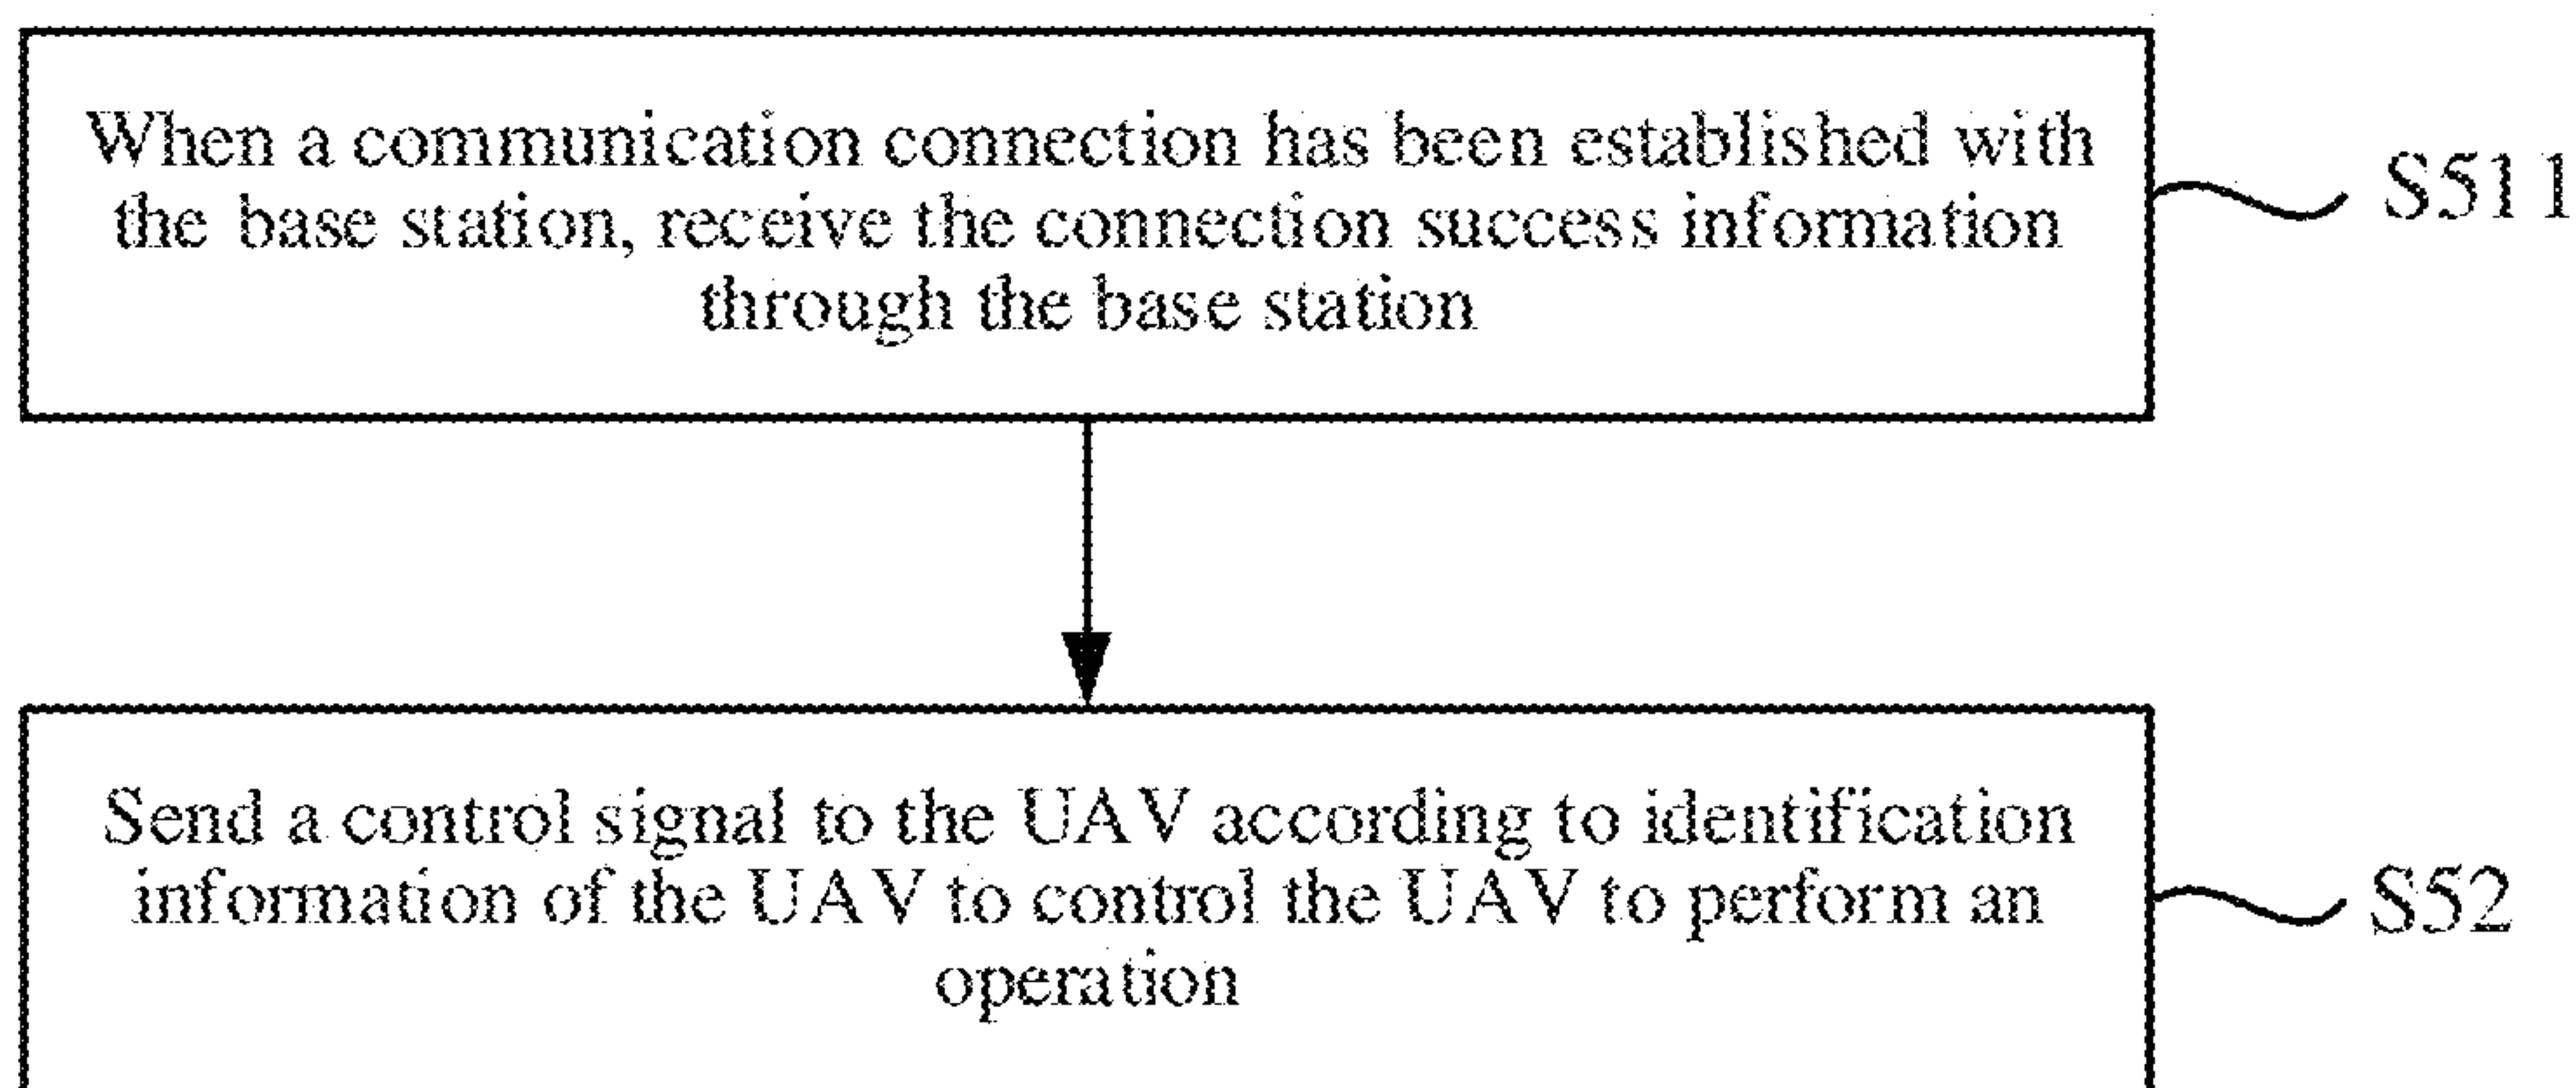 When a communication connection has been established with
the base station, receive the connection success information
through the base station
S511
Send a control signal to the UAV according to identification
information of the UAV to control the UAV to perform an
operation
S52